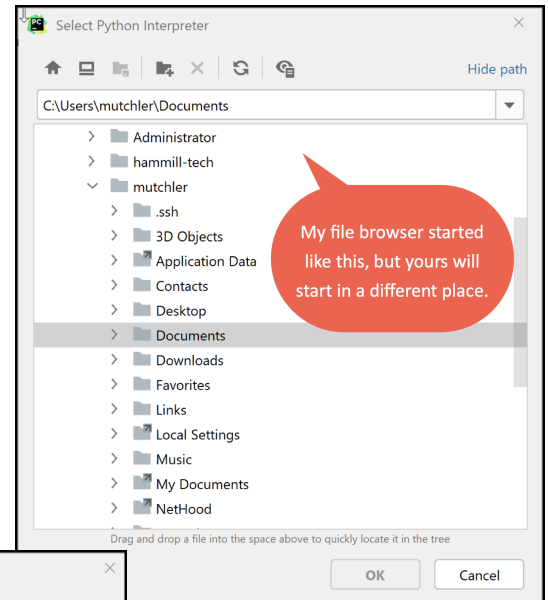 PC
Select Python Interpreter
Hide path
C:\Users\mutchler\Documents
Administrator
hammill-tech
mutchler
.ssh
3D Objects
Application Data
Contacts
Desktop
Documents
Downloads
Favorites
Links
Local Settings
Music
My Documents
NetHood
My file browser started
like this, but yours will
start in a different place.
Drag and drop a file into the space above to quickly locate it in the tree
OK
Cancel